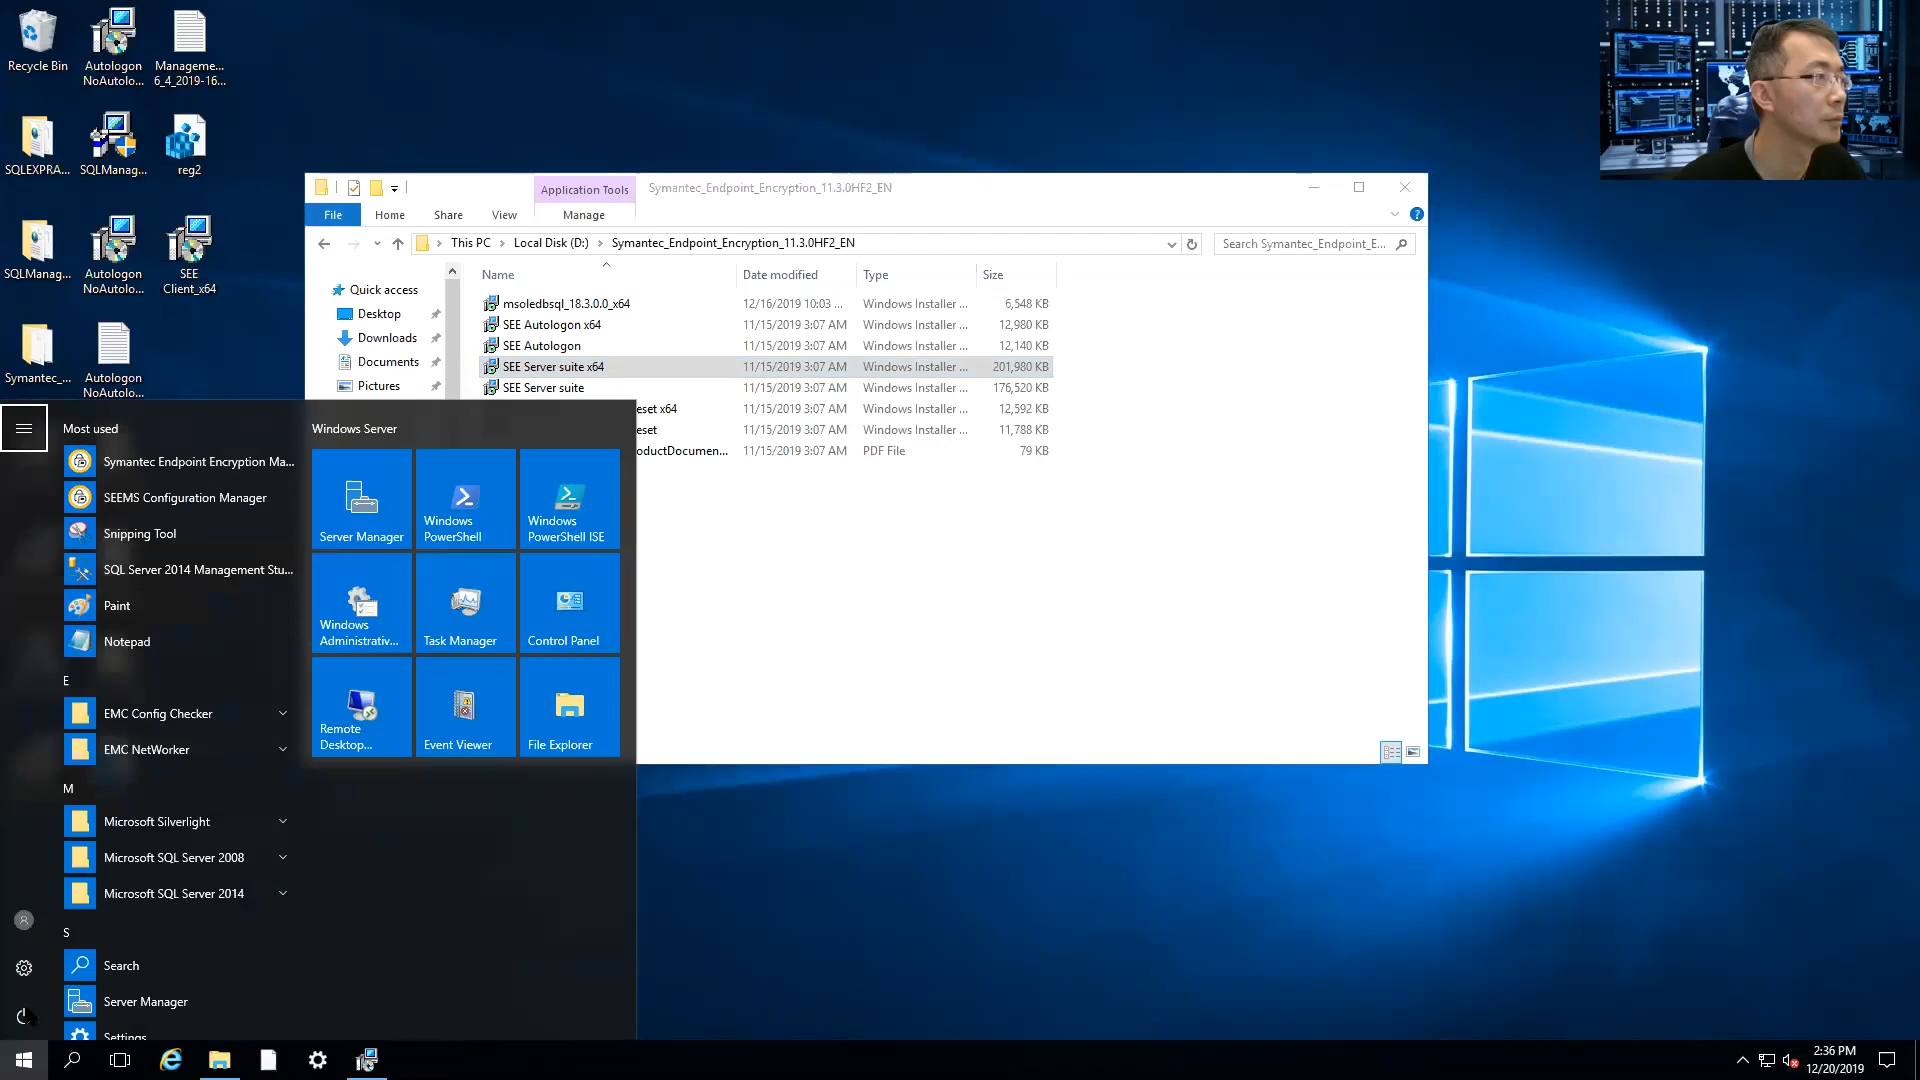 Recycle Bin
Autologon
NoAutolo...
Manageme...
6_4_2019-16...
SQLEXPRA...
SQLManag...
reg2
SQLManag...
Autologon
NoAutolo...
SEE
Client_x64
Symantec_...
Autologon
NoAutolo...
Application Tools
Symantec_Endpoint_Encryption_11.3.0HF2_EN
File
Home
Share
View
Manage
This PC
Local Disk (D:)
Symantec_Endpoint_Encryption_11.3.0HF2_EN
Search Symantec_Endpoint_E...
Quick access
Desktop
Downloads
Documents
Pictures
Name Date modified Type Size
msoledbsql_18.3.0.0_x64 12/16/2019 10:03 ... Windows Installer ... 6,548 KB
SEE Autologon x64 11/15/2019 3:07 AM Windows Installer ... 12,980 KB
SEE Autologon 11/15/2019 3:07 AM Windows Installer ... 12,140 KB
SEE Server suite x64 11/15/2019 3:07 AM Windows Installer ... 201,980 KB
SEE Server suite 11/15/2019 3:07 AM Windows Installer ... 176,520 KB
eset x64 11/15/2019 3:07 AM Windows Installer ... 12,592 KB
eset 11/15/2019 3:07 AM Windows Installer ... 11,788 KB
oductDocumen... 11/15/2019 3:07 AM PDF File 79 KB
Most used
Symantec Endpoint Encryption Ma...
SEEMS Configuration Manager
Snipping Tool
SQL Server 2014 Management Stu...
Paint
Notepad
E
EMC Config Checker
EMC NetWorker
M
Microsoft Silverlight
Microsoft SQL Server 2008
Microsoft SQL Server 2014
S
Search
Server Manager
Settings
Windows Server
Server Manager
Windows
PowerShell
Windows
PowerShell ISE
Windows
Administrativ...
Task Manager
Control Panel
Remote
Desktop...
Event Viewer
File Explorer
2:36 PM
12/20/2019